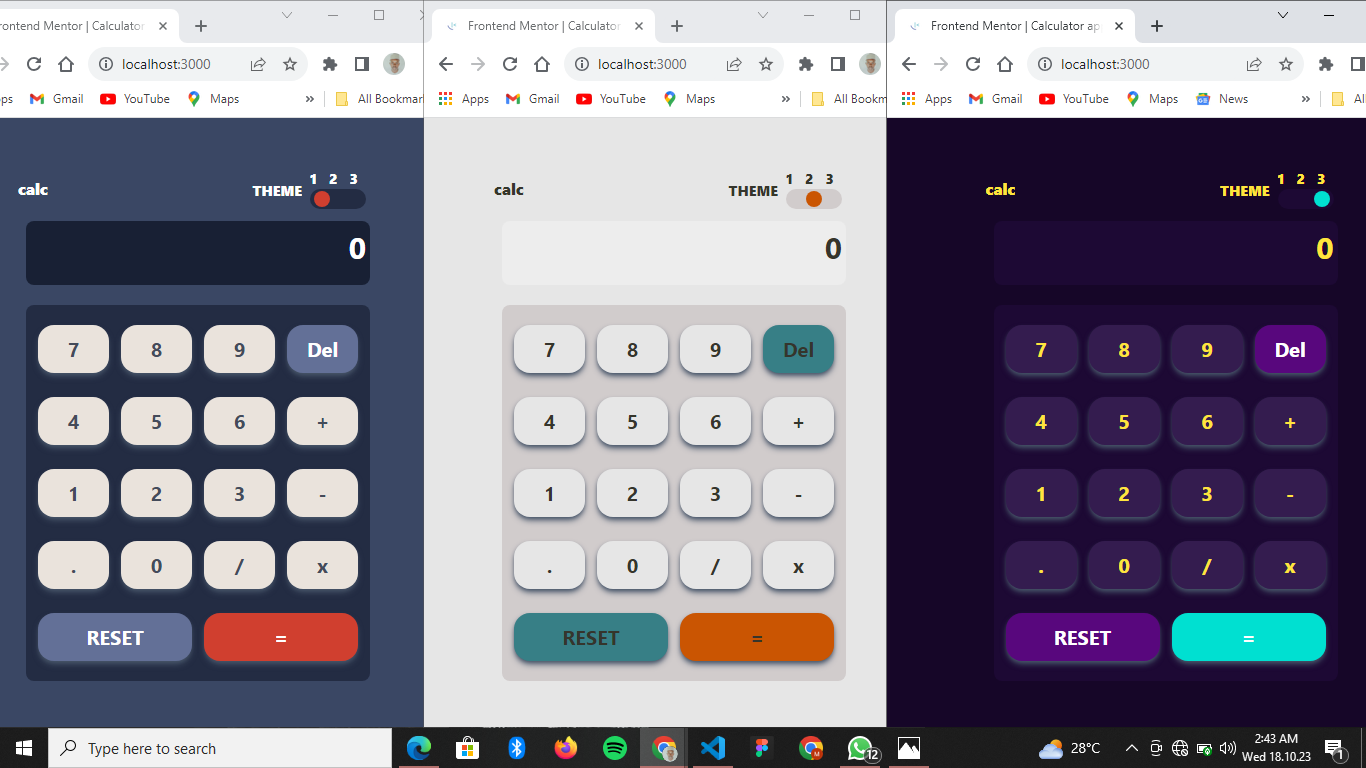 rontend Mentor | Calculator
localhost:3000
ps Gmail YouTube Maps » All Bookmar
calc
THEME
1 2 3
0
7 8 9 Del
4 5 6 +
1 2 3 -
. 0 / x
RESET =
Frontend Mentor | Calculator
localhost:3000
Apps Gmail YouTube Maps » All Bookm
calc
THEME
1 2 3
0
7 8 9 Del
4 5 6 +
1 2 3 -
. 0 / x
RESET =
Frontend Mentor | Calculator ap
localhost:3000
Apps Gmail YouTube Maps News » All
calc
THEME
1 2 3
0
7 8 9 Del
4 5 6 +
1 2 3 -
. 0 / x
RESET =
Type here to search
12
28°C
2:43 AM
Wed 18.10.23
1